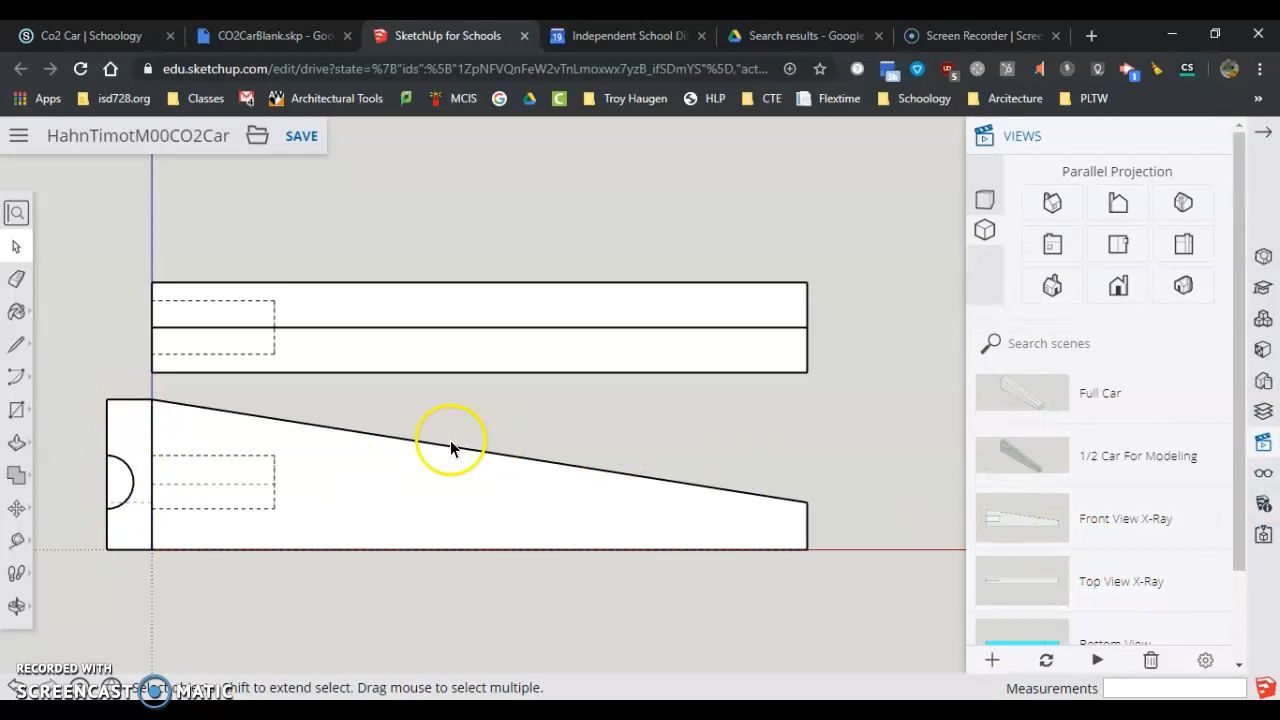 Co2 Car | Schoology
CO2CarBlank.skp - Goo
SketchUp for Schools
Independent School Di
Search results - Google
Screen Recorder | Scree
edu.sketchup.com/edit/drive?state=%7B"ids":%5B"1ZpNFVQnFeW2vTnLmoxwx7yzB_ifSDmYS"%5D,"act...
Apps
isd728.org
Classes
Architectural Tools
MCIS
Troy Haugen
HLP
CTE
Flextime
Schoology
Arcitecture
PLTW
»
HahnTimotM00CO2Car
SAVE
VIEWS
Parallel Projection
Search scenes
Full Car
1/2 Car For Modeling
Front View X-Ray
Top View X-Ray
Bottom View
RECORDED WITH
SCREENCAST MATIC
Shift to extend select. Drag mouse to select multiple.
Measurements